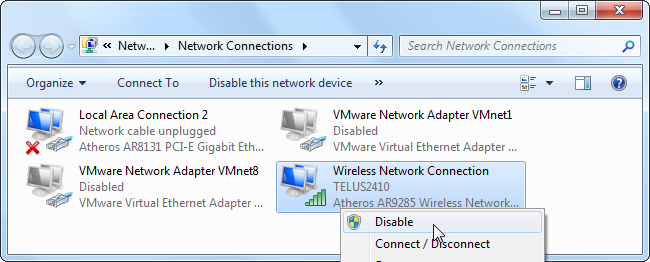 « Netw... ▸ Network Connections ▸
Search Network Connections
Organize ▾ Connect To Disable this network device »
Local Area Connection 2
Network cable unplugged
Atheros AR8131 PCI-E Gigabit Eth...
VMware Network Adapter VMnet1
Disabled
VMware Virtual Ethernet Adapter ...
VMware Network Adapter VMnet8
Disabled
VMware Virtual Ethernet Adapter ...
Wireless Network Connection
TELUS2410
Atheros AR9285 Wireless Network...
Disable
Connect / Disconnect